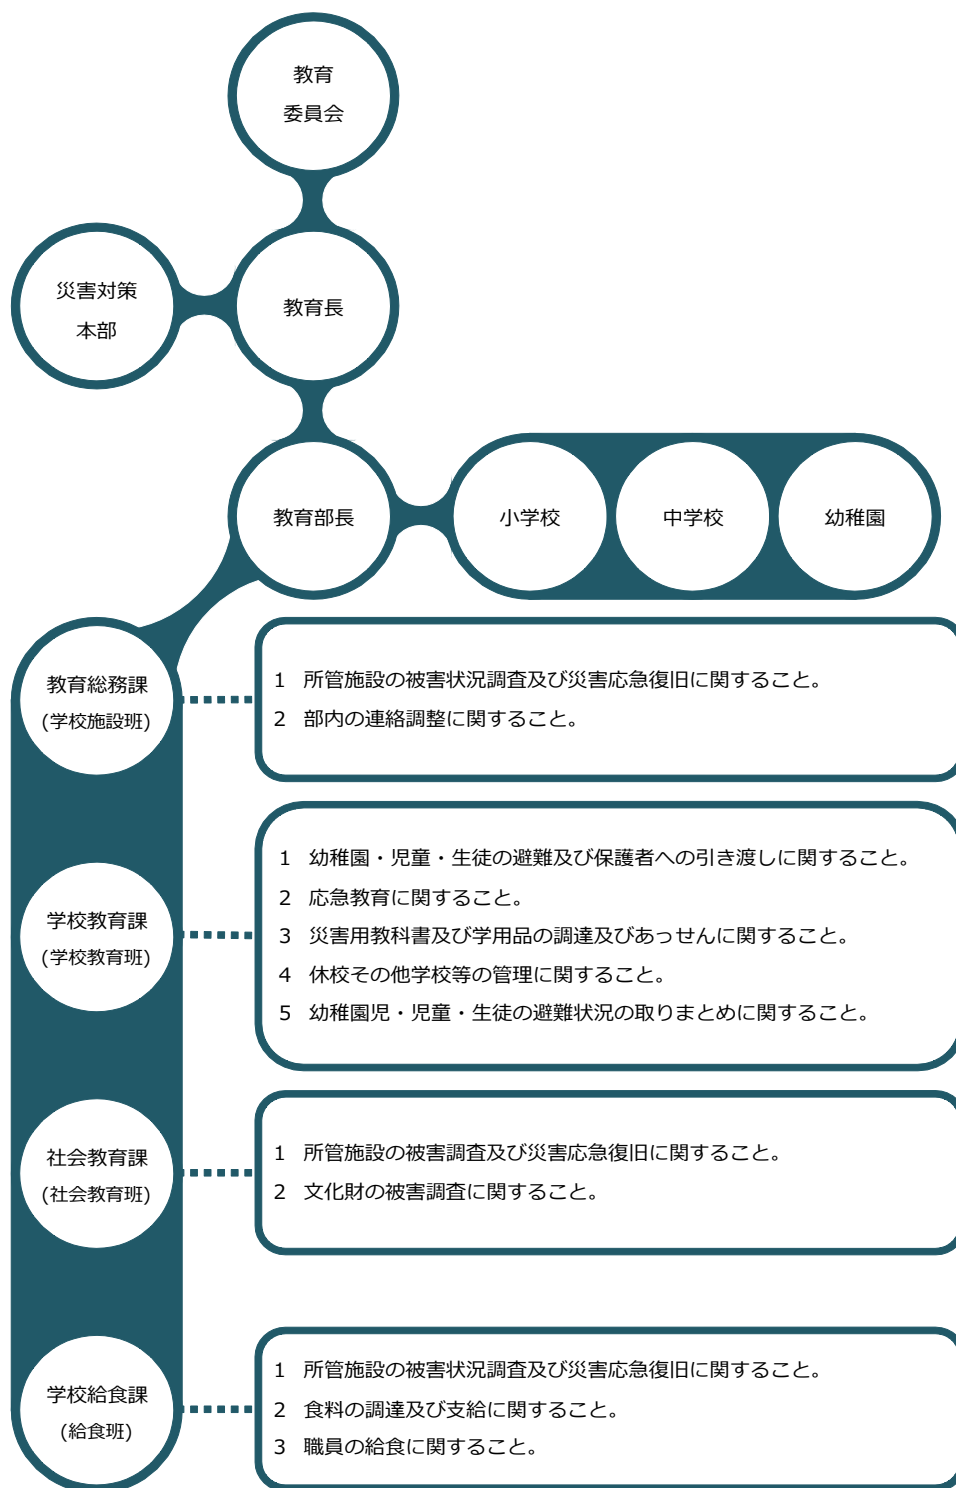 教育
委員会
災害対策
本部
教育長
教育部長
小学校
中学校
幼稚園
教育総務課
(学校施設班)
1 所管施設の被害状況調査及び災害応急復旧に関すること。
2 部内の連絡調整に関すること。
学校教育課
(学校教育班)
1 幼稚園・児童・生徒の避難及び保護者への引き渡しに関すること。
2 応急教育に関すること。
3 災害用教科書及び学用品の調達及びあっせんに関すること。
4 休校その他学校等の管理に関すること。
5 幼稚園児・児童・生徒の避難状況の取りまとめに関すること。
社会教育課
(社会教育班)
1 所管施設の被害調査及び災害応急復旧に関すること。
2 文化財の被害調査に関すること。
学校給食課
(給食班)
1 所管施設の被害状況調査及び災害応急復旧に関すること。
2 食料の調達及び支給に関すること。
3 職員の給食に関すること。